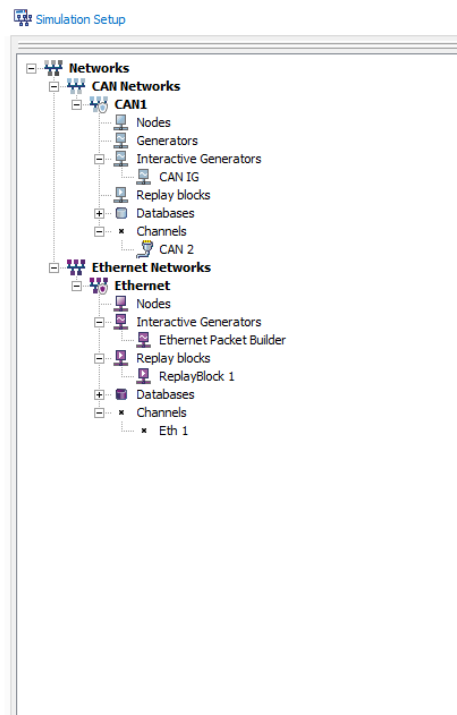 Simulation Setup
Networks
CAN Networks
CAN1
Nodes
Generators
Interactive Generators
CAN IG
Replay blocks
Databases
Channels
CAN 2
Ethernet Networks
Ethernet
Nodes
Interactive Generators
Ethernet Packet Builder
Replay blocks
ReplayBlock 1
Databases
Channels
Eth 1